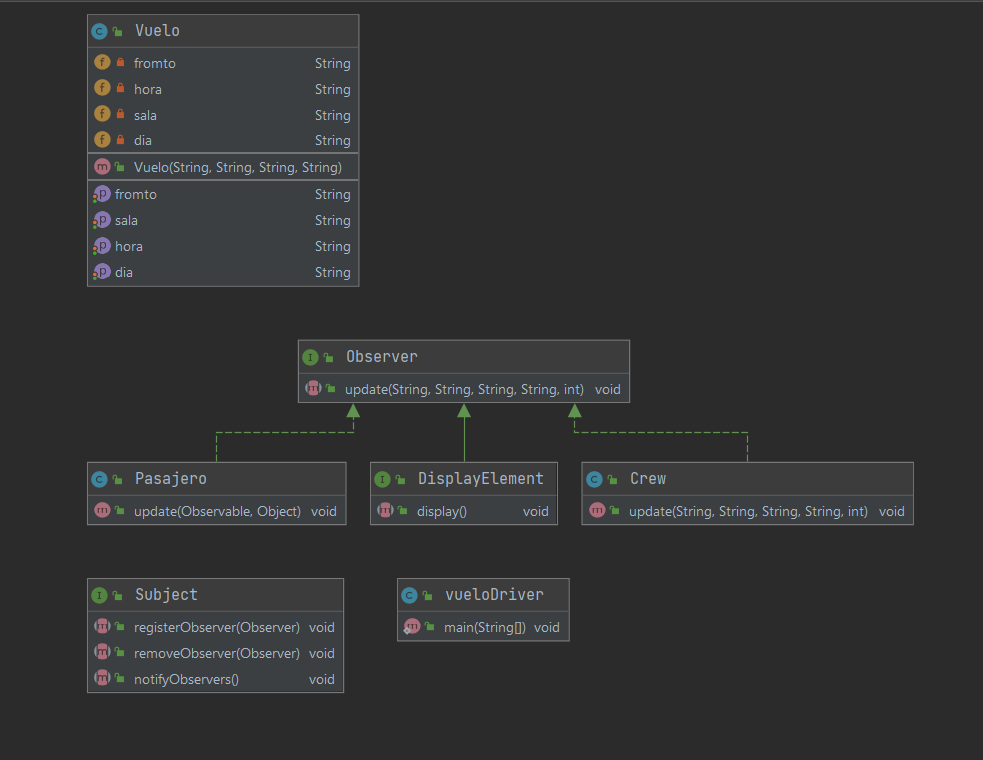 Vuelo
fromto String
hora String
sala String
dia String
Vuelo(String, String, String, String)
fromto String
sala String
hora String
dia String
Observer
update(String, String, String, String, int) void
Pasajero
update(Observable, Object) void
DisplayElement
display() void
Crew
update(String, String, String, String, int) void
Subject
registerObserver(Observer) void
removeObserver(Observer) void
notifyObservers() void
vueloDriver
main(String[]) void